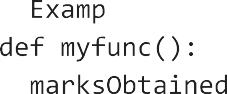 Examp
def myfunc():
marksObtained